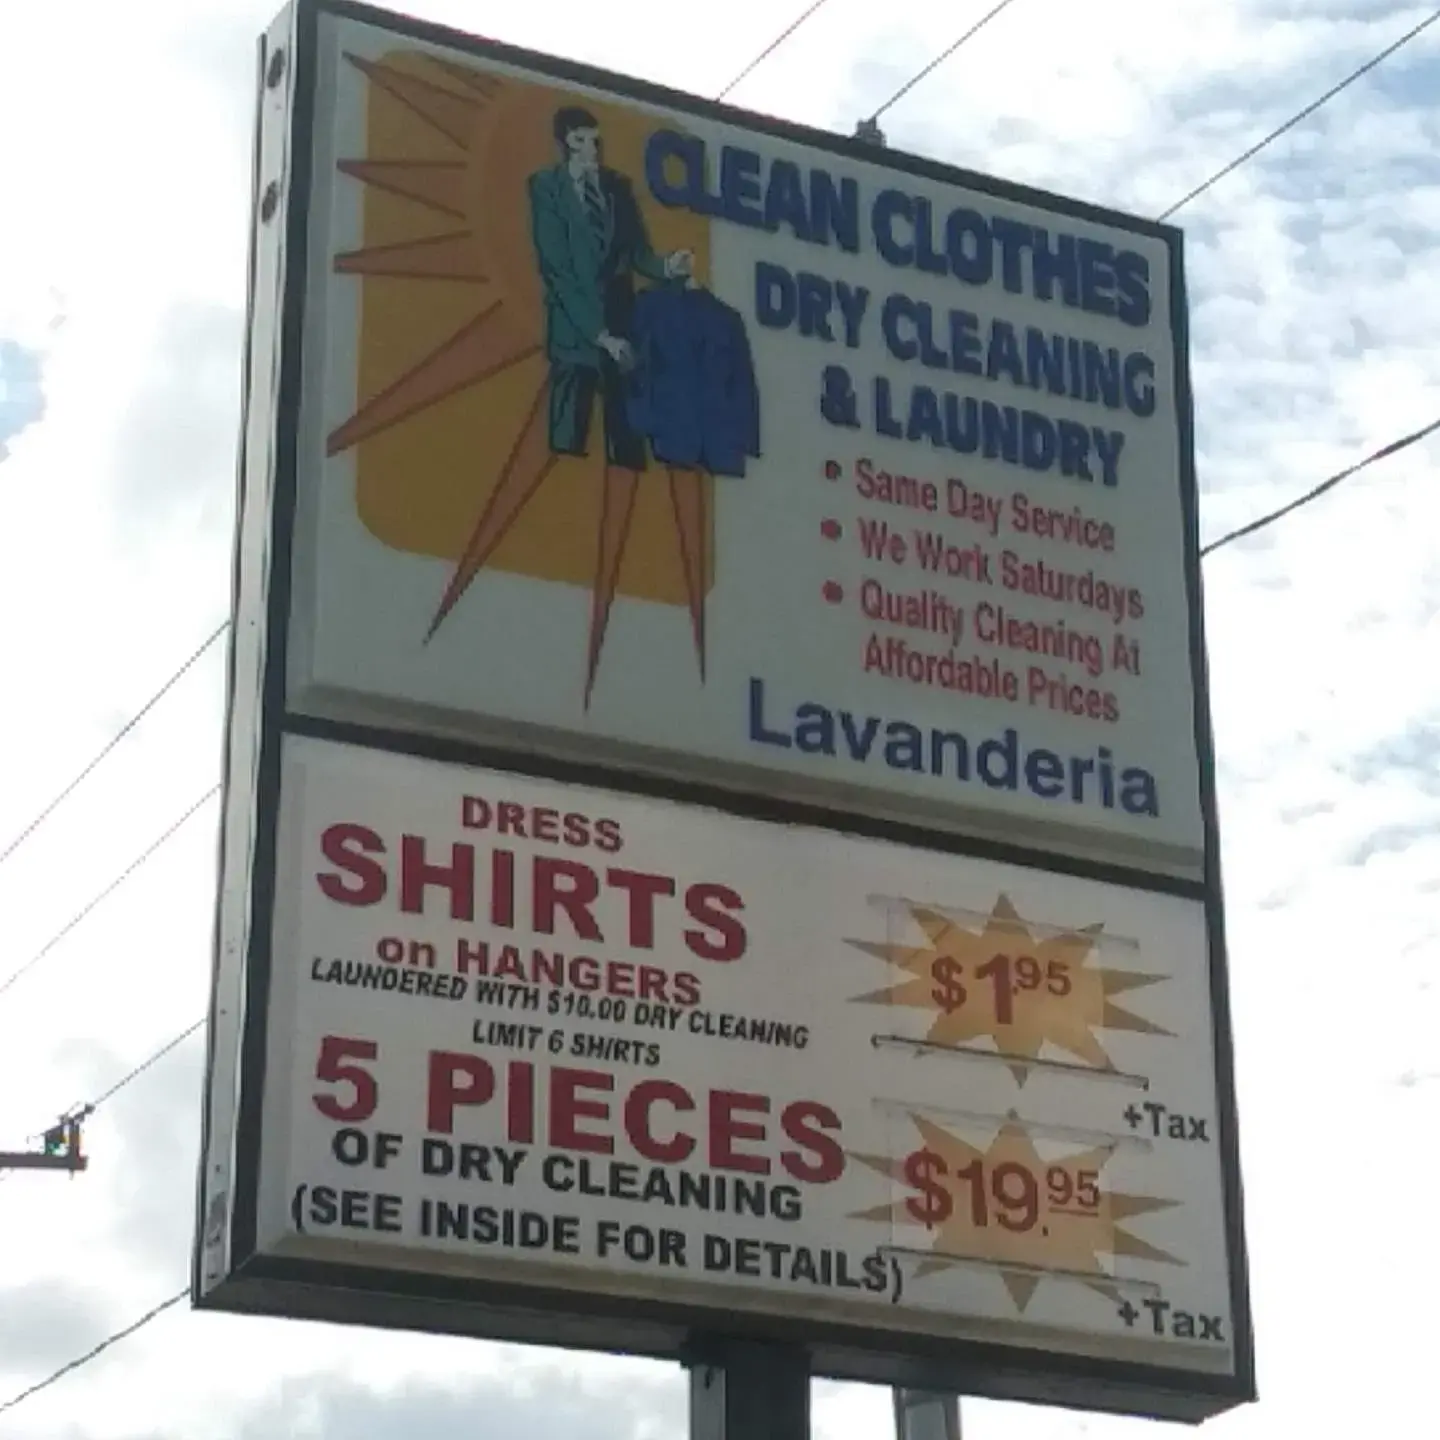 CLEAN CLOTHES
DRY CLEANING
& LAUNDRY
• Same Day Service
• We Work Saturdays
• Quality Cleaning At
Affordable Prices
Lavanderia
DRESS
SHIRTS
on HANGERS
LAUNDERED WITH $10.00 DRY CLEANING
LIMIT 6 SHIRTS
$1.95
+Tax
5 PIECES
OF DRY CLEANING
(SEE INSIDE FOR DETAILS)
$19.95
+Tax